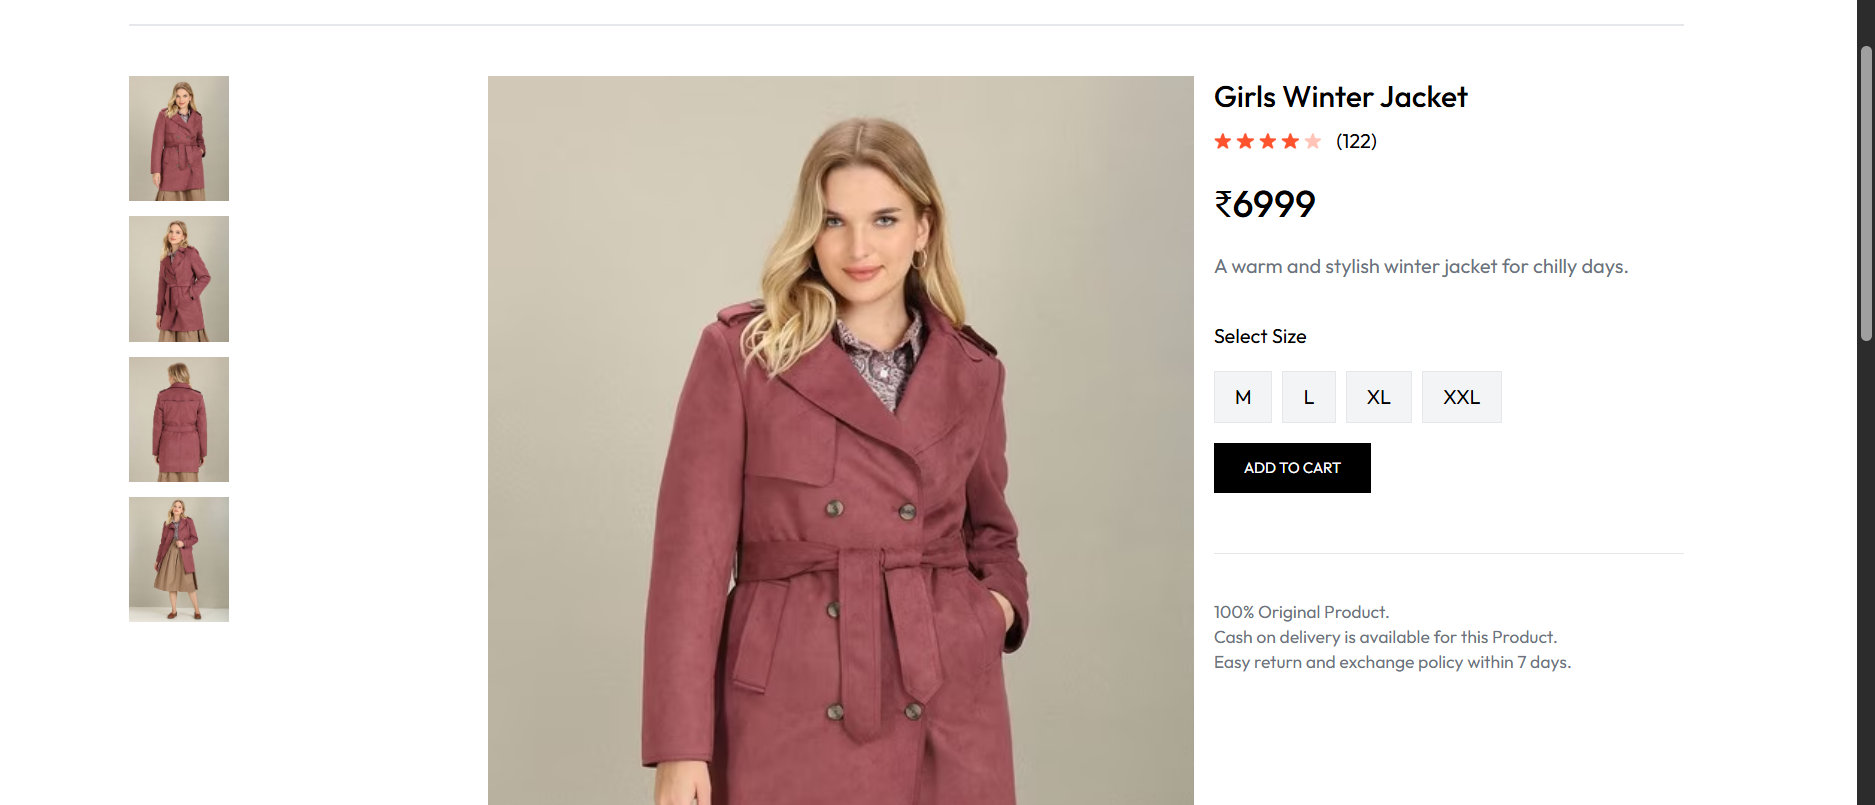 Girls Winter Jacket
(122)
₹6999
A warm and stylish winter jacket for chilly days.
Select Size
M L XL XXL
ADD TO CART
100% Original Product.
Cash on delivery is available for this Product.
Easy return and exchange policy within 7 days.